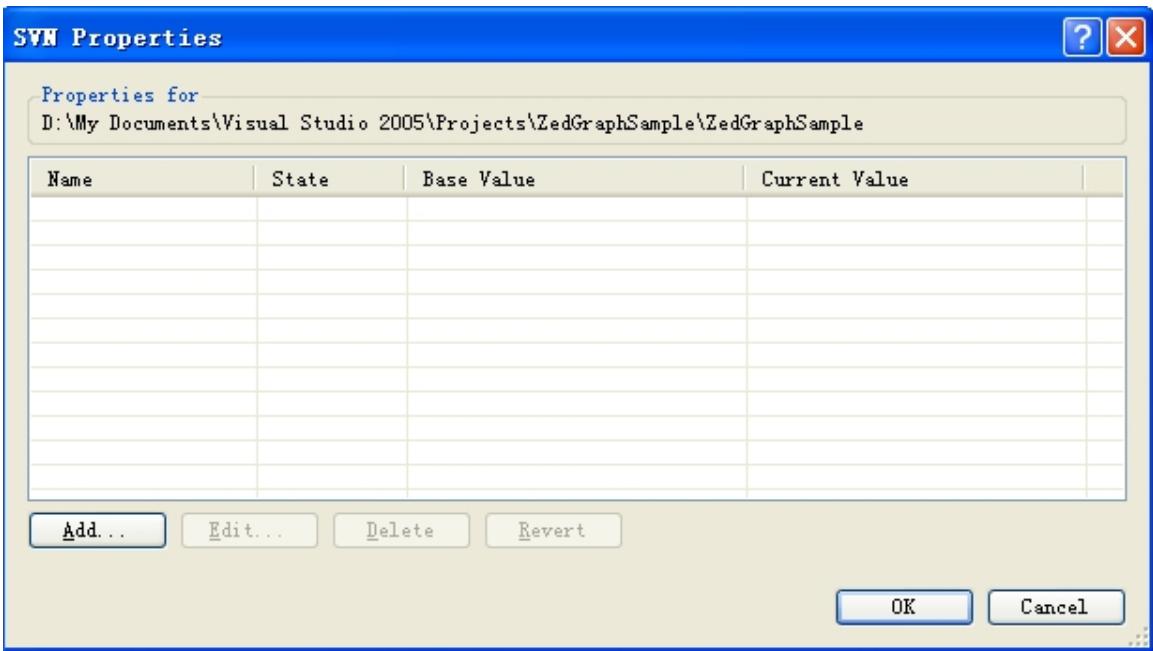 SVN Properties
Properties for
D:\My Documents\Visual Studio 2005\Projects\ZedGraphSample\ZedGraphSample
Name State Base Value Current Value
Add... Edit... Delete Revert
OK Cancel